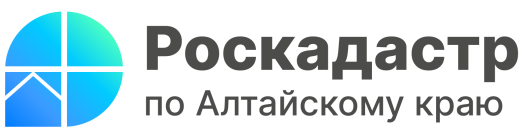 Роскадастр
по Алтайскому краю